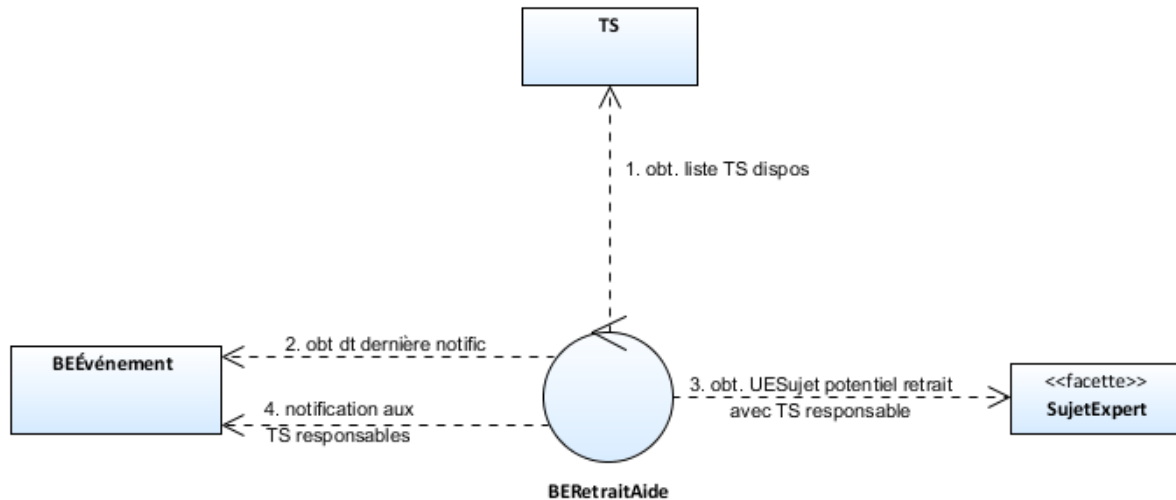 TS
1. obt. liste TS dispos
BEÉvénement
2. obt dt dernière notific
4. notification aux
TS responsables
3. obt. UESujet potentiel retrait
avec TS responsable
<<facette>>
SujetExpert
BERetraitAide